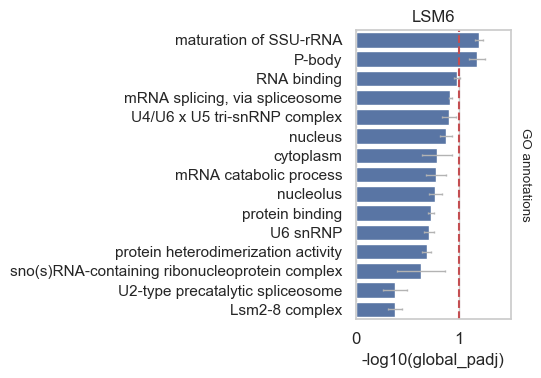 LSM6
maturation of SSU-rRNA
P-body
RNA binding
mRNA splicing, via spliceosome
U4/U6 x U5 tri-snRNP complex
nucleus
cytoplasm
mRNA catabolic process
nucleolus
protein binding
U6 snRNP
protein heterodimerization activity
sno(s)RNA-containing ribonucleoprotein complex
U2-type precatalytic spliceosome
Lsm2-8 complex
GO annotations
0 1
-log10(global_padj)